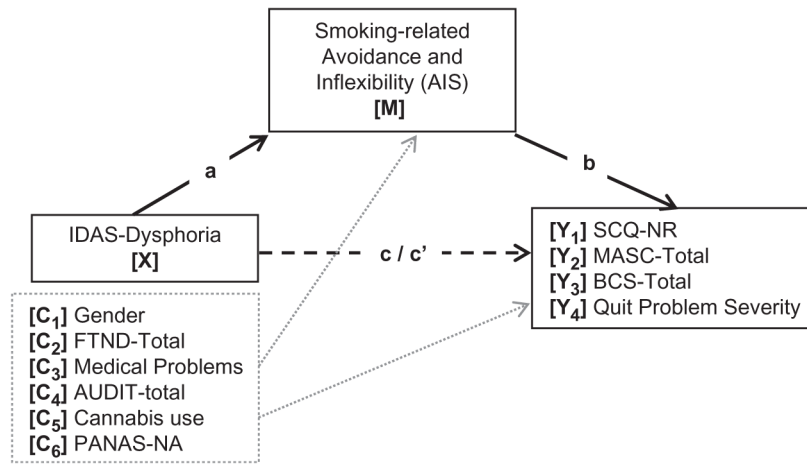 Smoking-related
Avoidance and
Inflexibility (AIS)
[M]
a
b
IDAS-Dysphoria
[X]
c / c’
[Y₁] SCQ-NR
[Y₂] MASC-Total
[Y₃] BCS-Total
[Y₄] Quit Problem Severity
[C₁] Gender
[C₂] FTND-Total
[C₃] Medical Problems
[C₄] AUDIT-total
[C₅] Cannabis use
[C₆] PANAS-NA